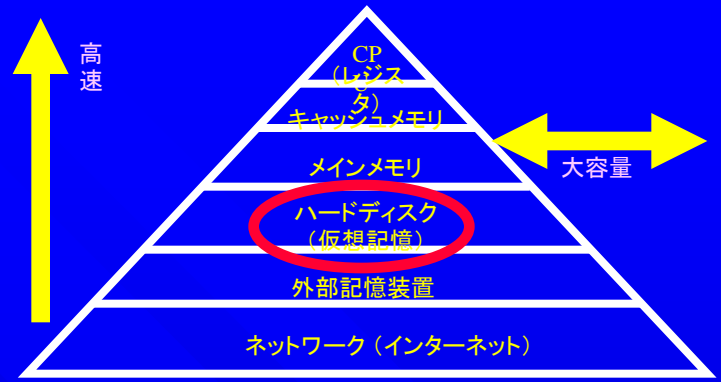 高
速
CP
U
(レジス
タ)
キャッシュメモリ
メインメモリ
大容量
ハードディスク
(仮想記憶)
外部記憶装置
ネットワーク(インターネット)